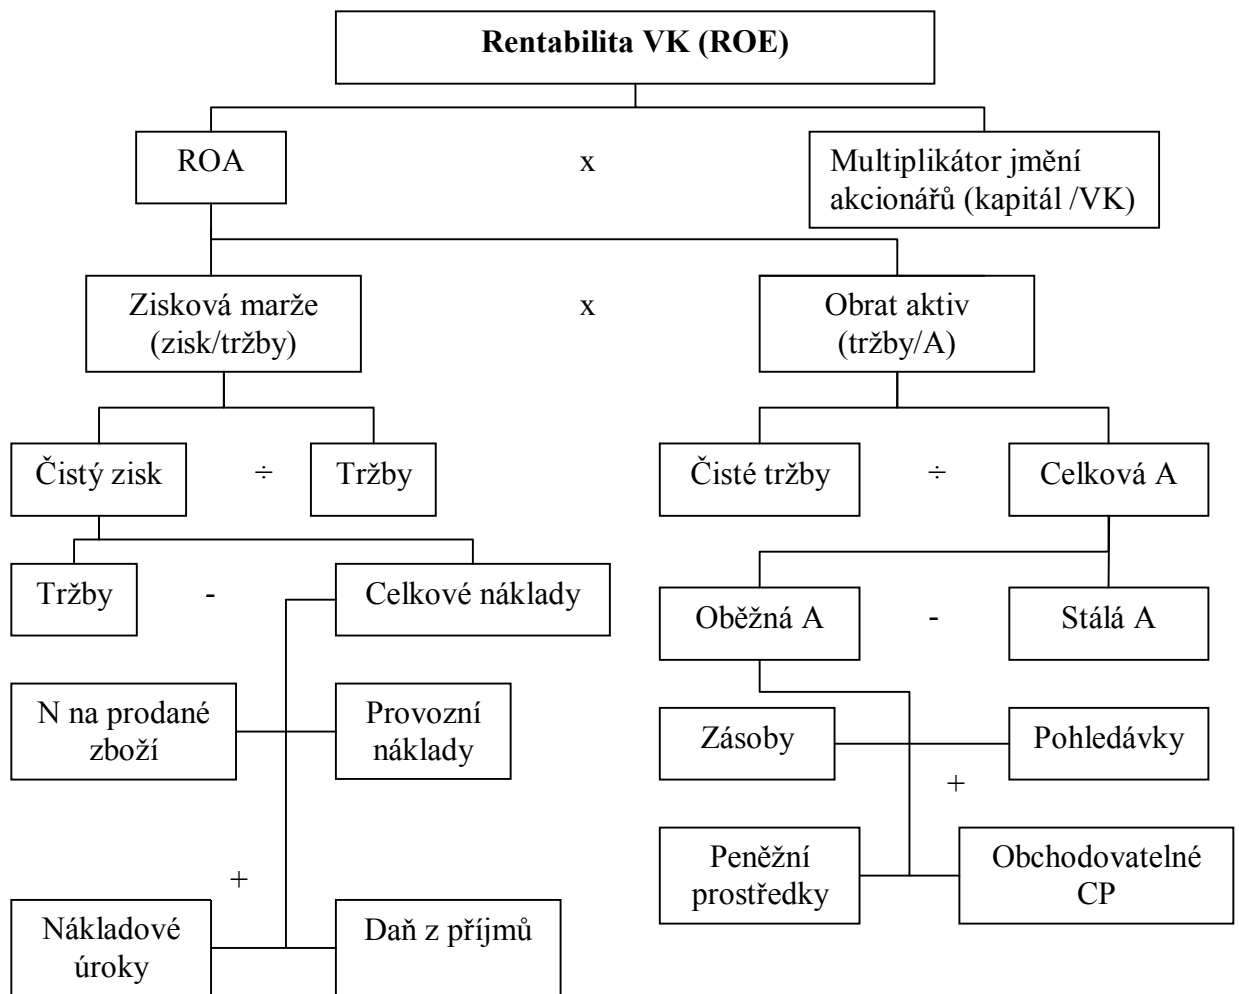 Rentabilita VK (ROE)
ROA
x
Multiplikátor jmění
akcionářů (kapitál /VK)
Zisková marže
(zisk/tržby)
x
Obrat aktiv
(tržby/A)
Čistý zisk
÷
Tržby
Čisté tržby
÷
Celková A
Tržby
-
Celkové náklady
Oběžná A
-
Stálá A
N na prodané
zboží
Provozní
náklady
Zásoby
Pohledávky
+
Peněžní
prostředky
Obchodovatelné
CP
+
Nákladové
úroky
Daň z příjmů